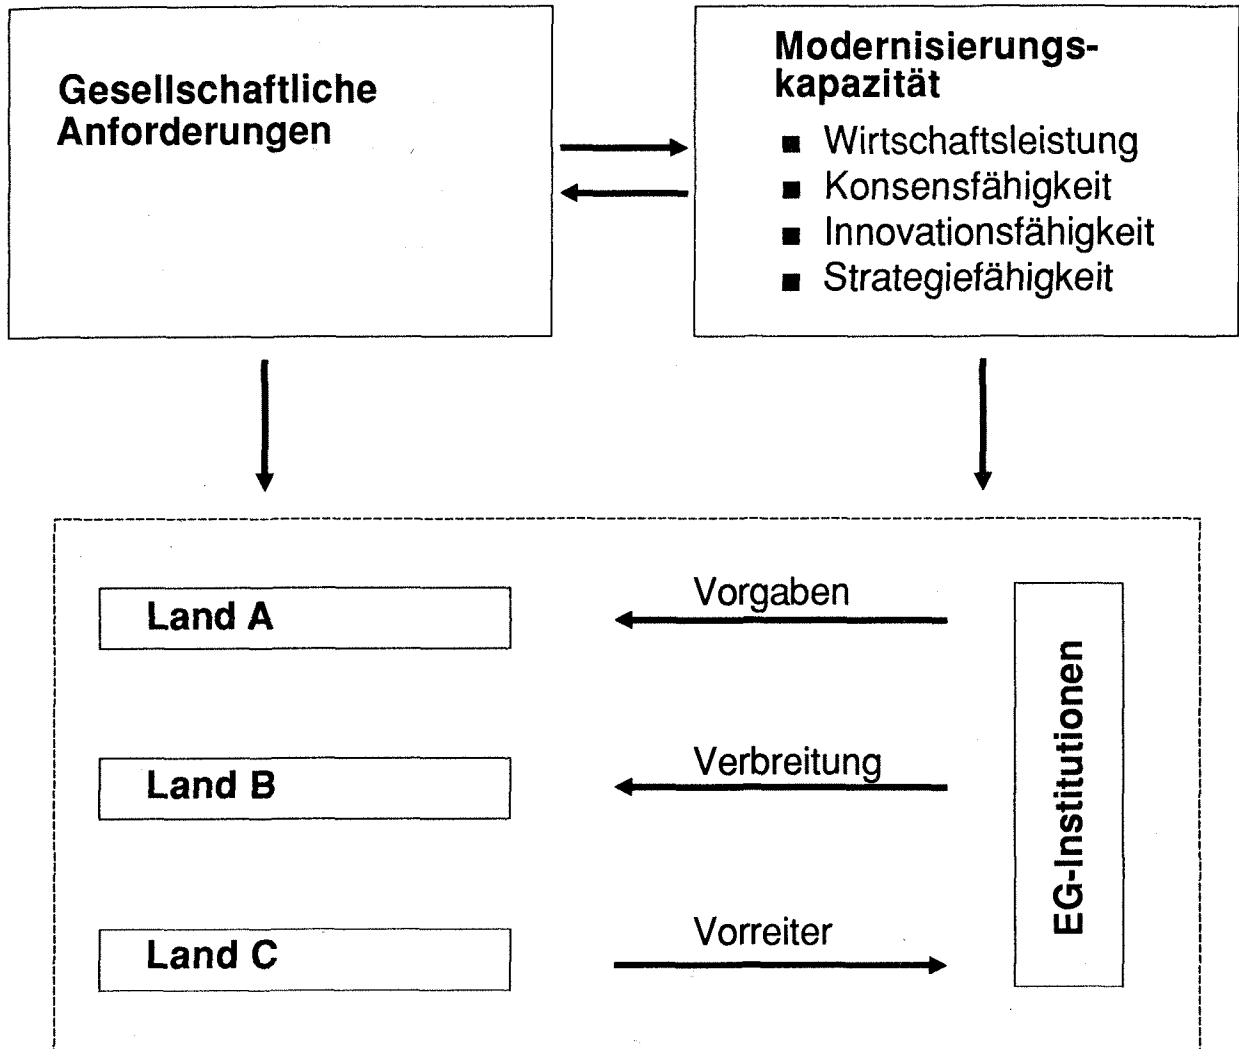 Gesellschaftliche
Anforderungen
Modernisierungs-
kapazität
■ Wirtschaftsleistung
■ Konsensfähigkeit
■ Innovationsfähigkeit
■ Strategiefähigkeit
Land A
Vorgaben
Land B
Verbreitung
Land C
Vorreiter
EG-Institutionen